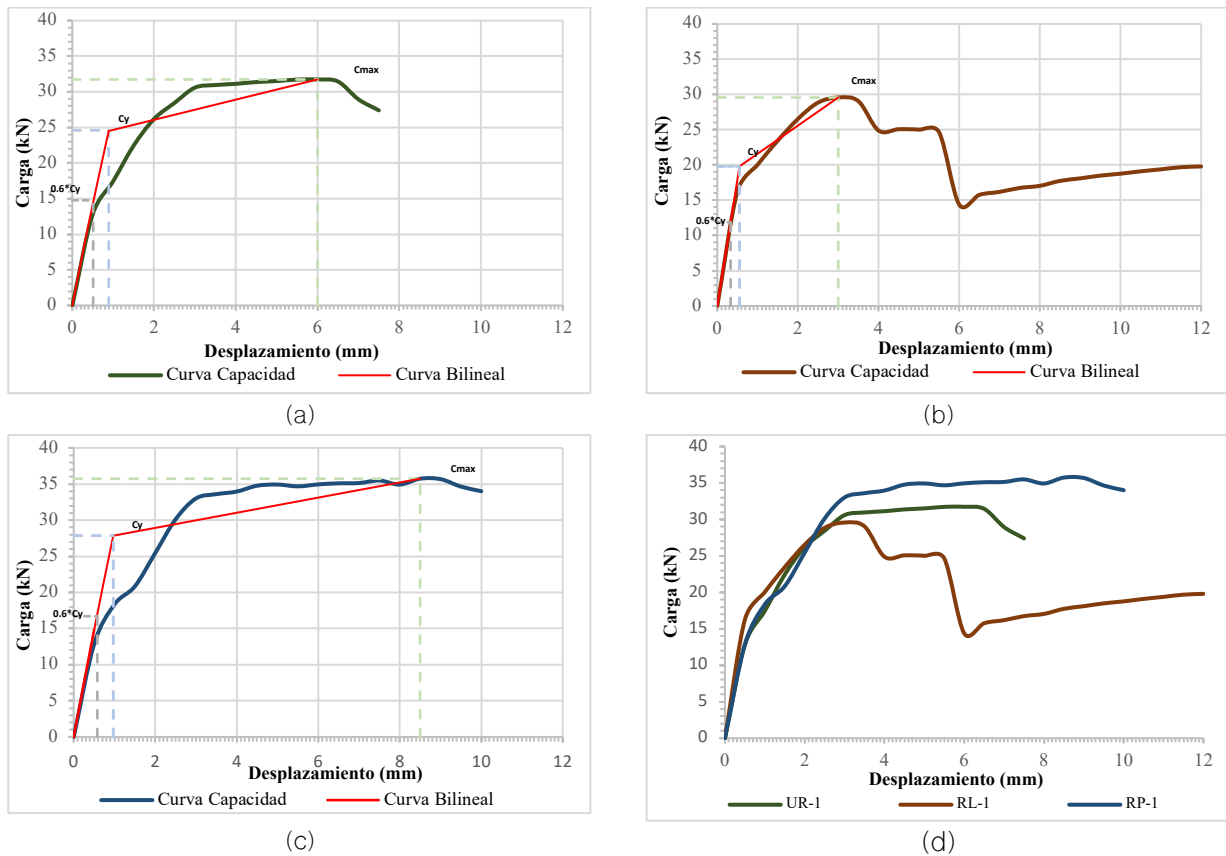 40
35
30
25
20
15
10
5
0
Carga (kN)
Cmax
Cy
0.6*Cy
0 2 4 6 8 10 12
Desplazamiento (mm)
Curva Capacidad Curva Bilineal
(a)
40
35
30
25
20
15
10
5
0
Carga (kN)
Cmax
Cy
0.6*Cy
0 2 4 6 8 10 12
Desplazamiento (mm)
Curva Capacidad Curva Bilineal
(b)
40
35
30
25
20
15
10
5
0
Carga (kN)
Cmax
Cy
0.6*Cy
0 2 4 6 8 10 12
Desplazamiento (mm)
Curva Capacidad Curva Bilineal
(c)
40
35
30
25
20
15
10
5
0
Carga (kN)
0 2 4 6 8 10 12
Desplazamiento (mm)
UR-1 RL-1 RP-1
(d)